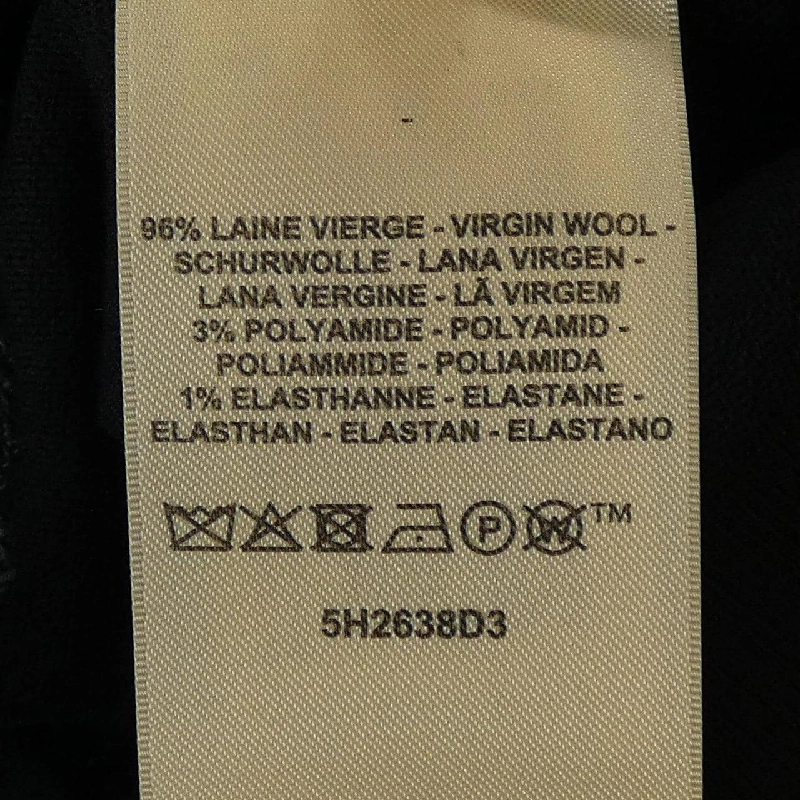 96% LAINE VIERGE - VIRGIN WOOL -
SCHURWOLLE - LANA VIRGEN -
LANA VERGINE - LÃ VIRGEM
3% POLYAMIDE - POLYAMID -
POLIAMMIDE - POLIAMIDA
1% ELASTHANNE - ELASTANE -
ELASTHAN - ELASTAN - ELASTANO
P W TM
5H2638D3